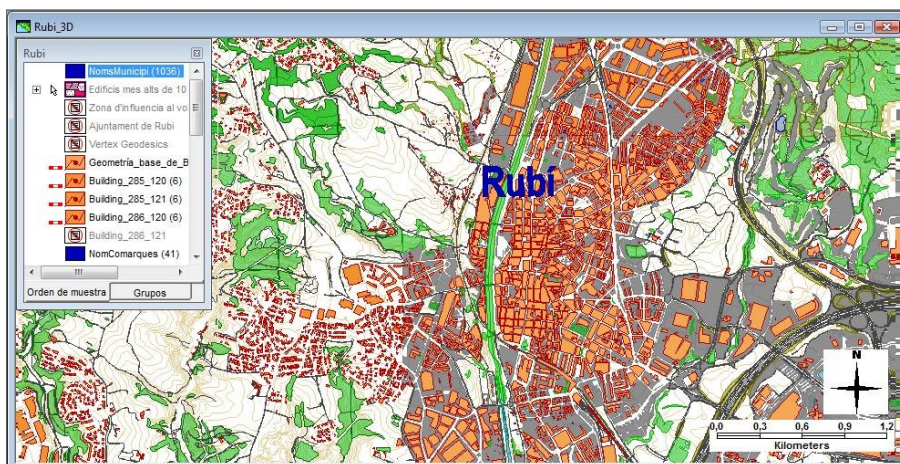 Rubi_3D
Rubi
NomsMunicipi (1036)
Edificis mes alts de 10
Zona d'influencia al vo
Ajuntament de Rubi
Vertex Geodesics
Geometría_base_de_B
Building_285_120 (6)
Building_285_121 (6)
Building_286_120 (6)
Building_286_121
NomComarques (41)
Orden de muestra
Grupos
Rubí
N
0,0 0,3 0,6 0,9 1,2
Kilometers